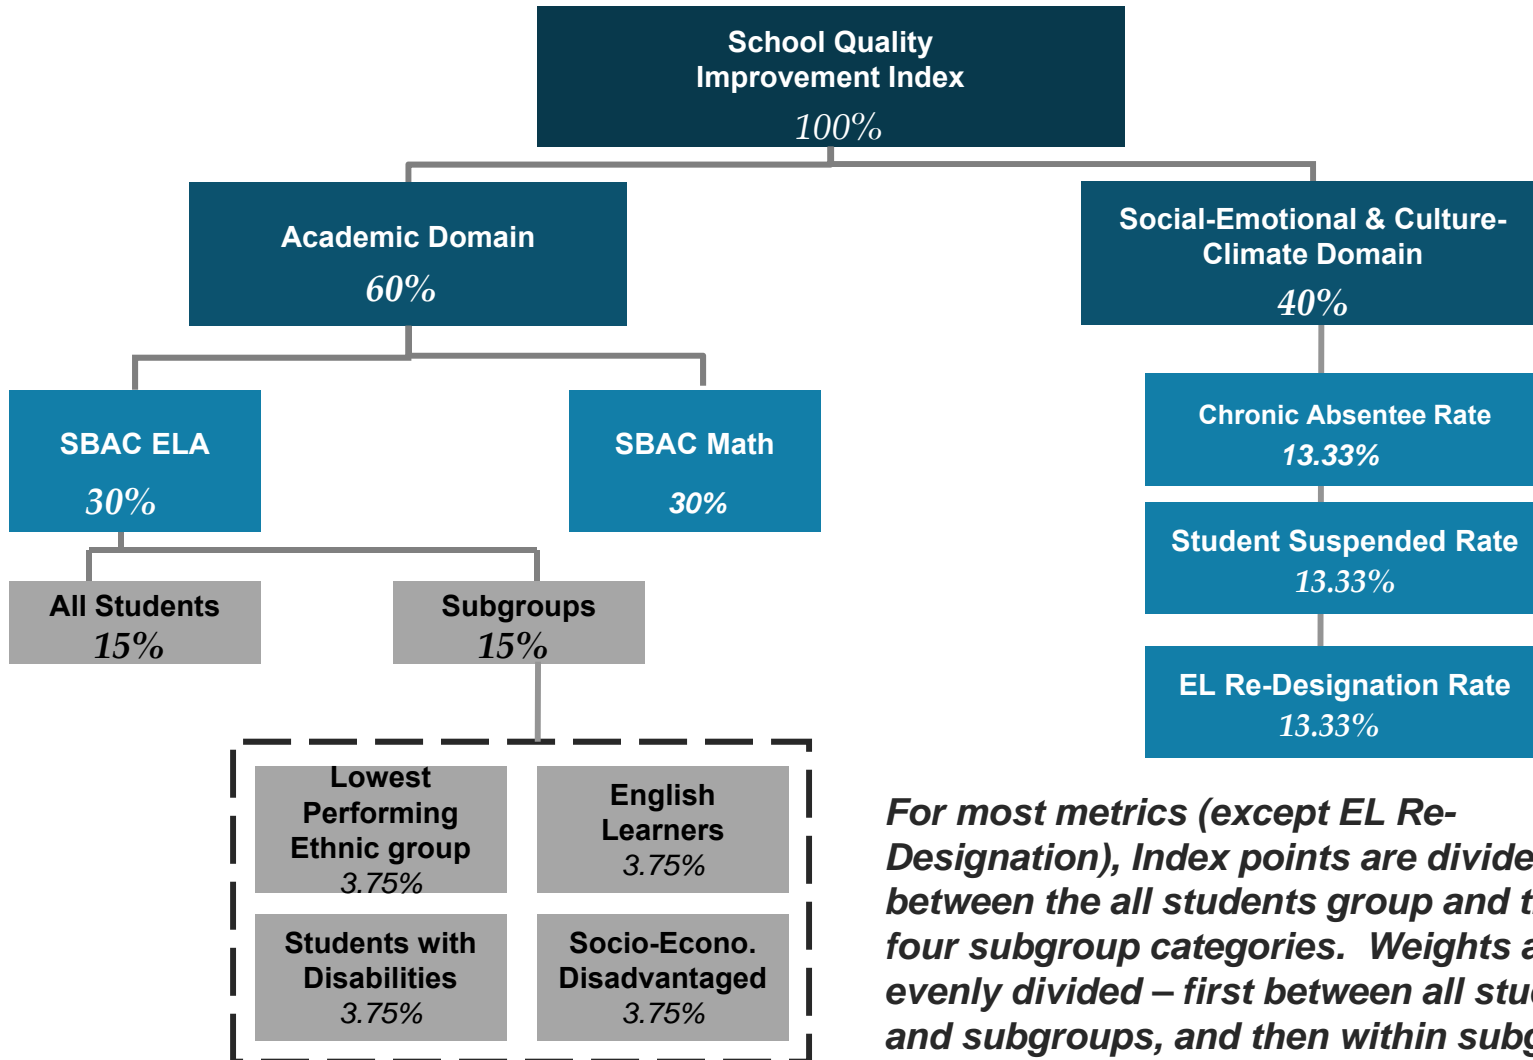 School Quality
Improvement Index
100%
Academic Domain
60%
Social-Emotional & Culture-
Climate Domain
40%
SBAC ELA
30%
SBAC Math
30%
Chronic Absentee Rate
13.33%
Student Suspended Rate
13.33%
EL Re-Designation Rate
13.33%
All Students
15%
Subgroups
15%
Lowest
Performing
Ethnic group
3.75%
English
Learners
3.75%
Students with
Disabilities
3.75%
Socio-Econo.
Disadvantaged
3.75%
For most metrics (except EL Re-
Designation), Index points are divide
between the all students group and
four subgroup categories. Weights
evenly divided – first between all
and subgroups, and then within